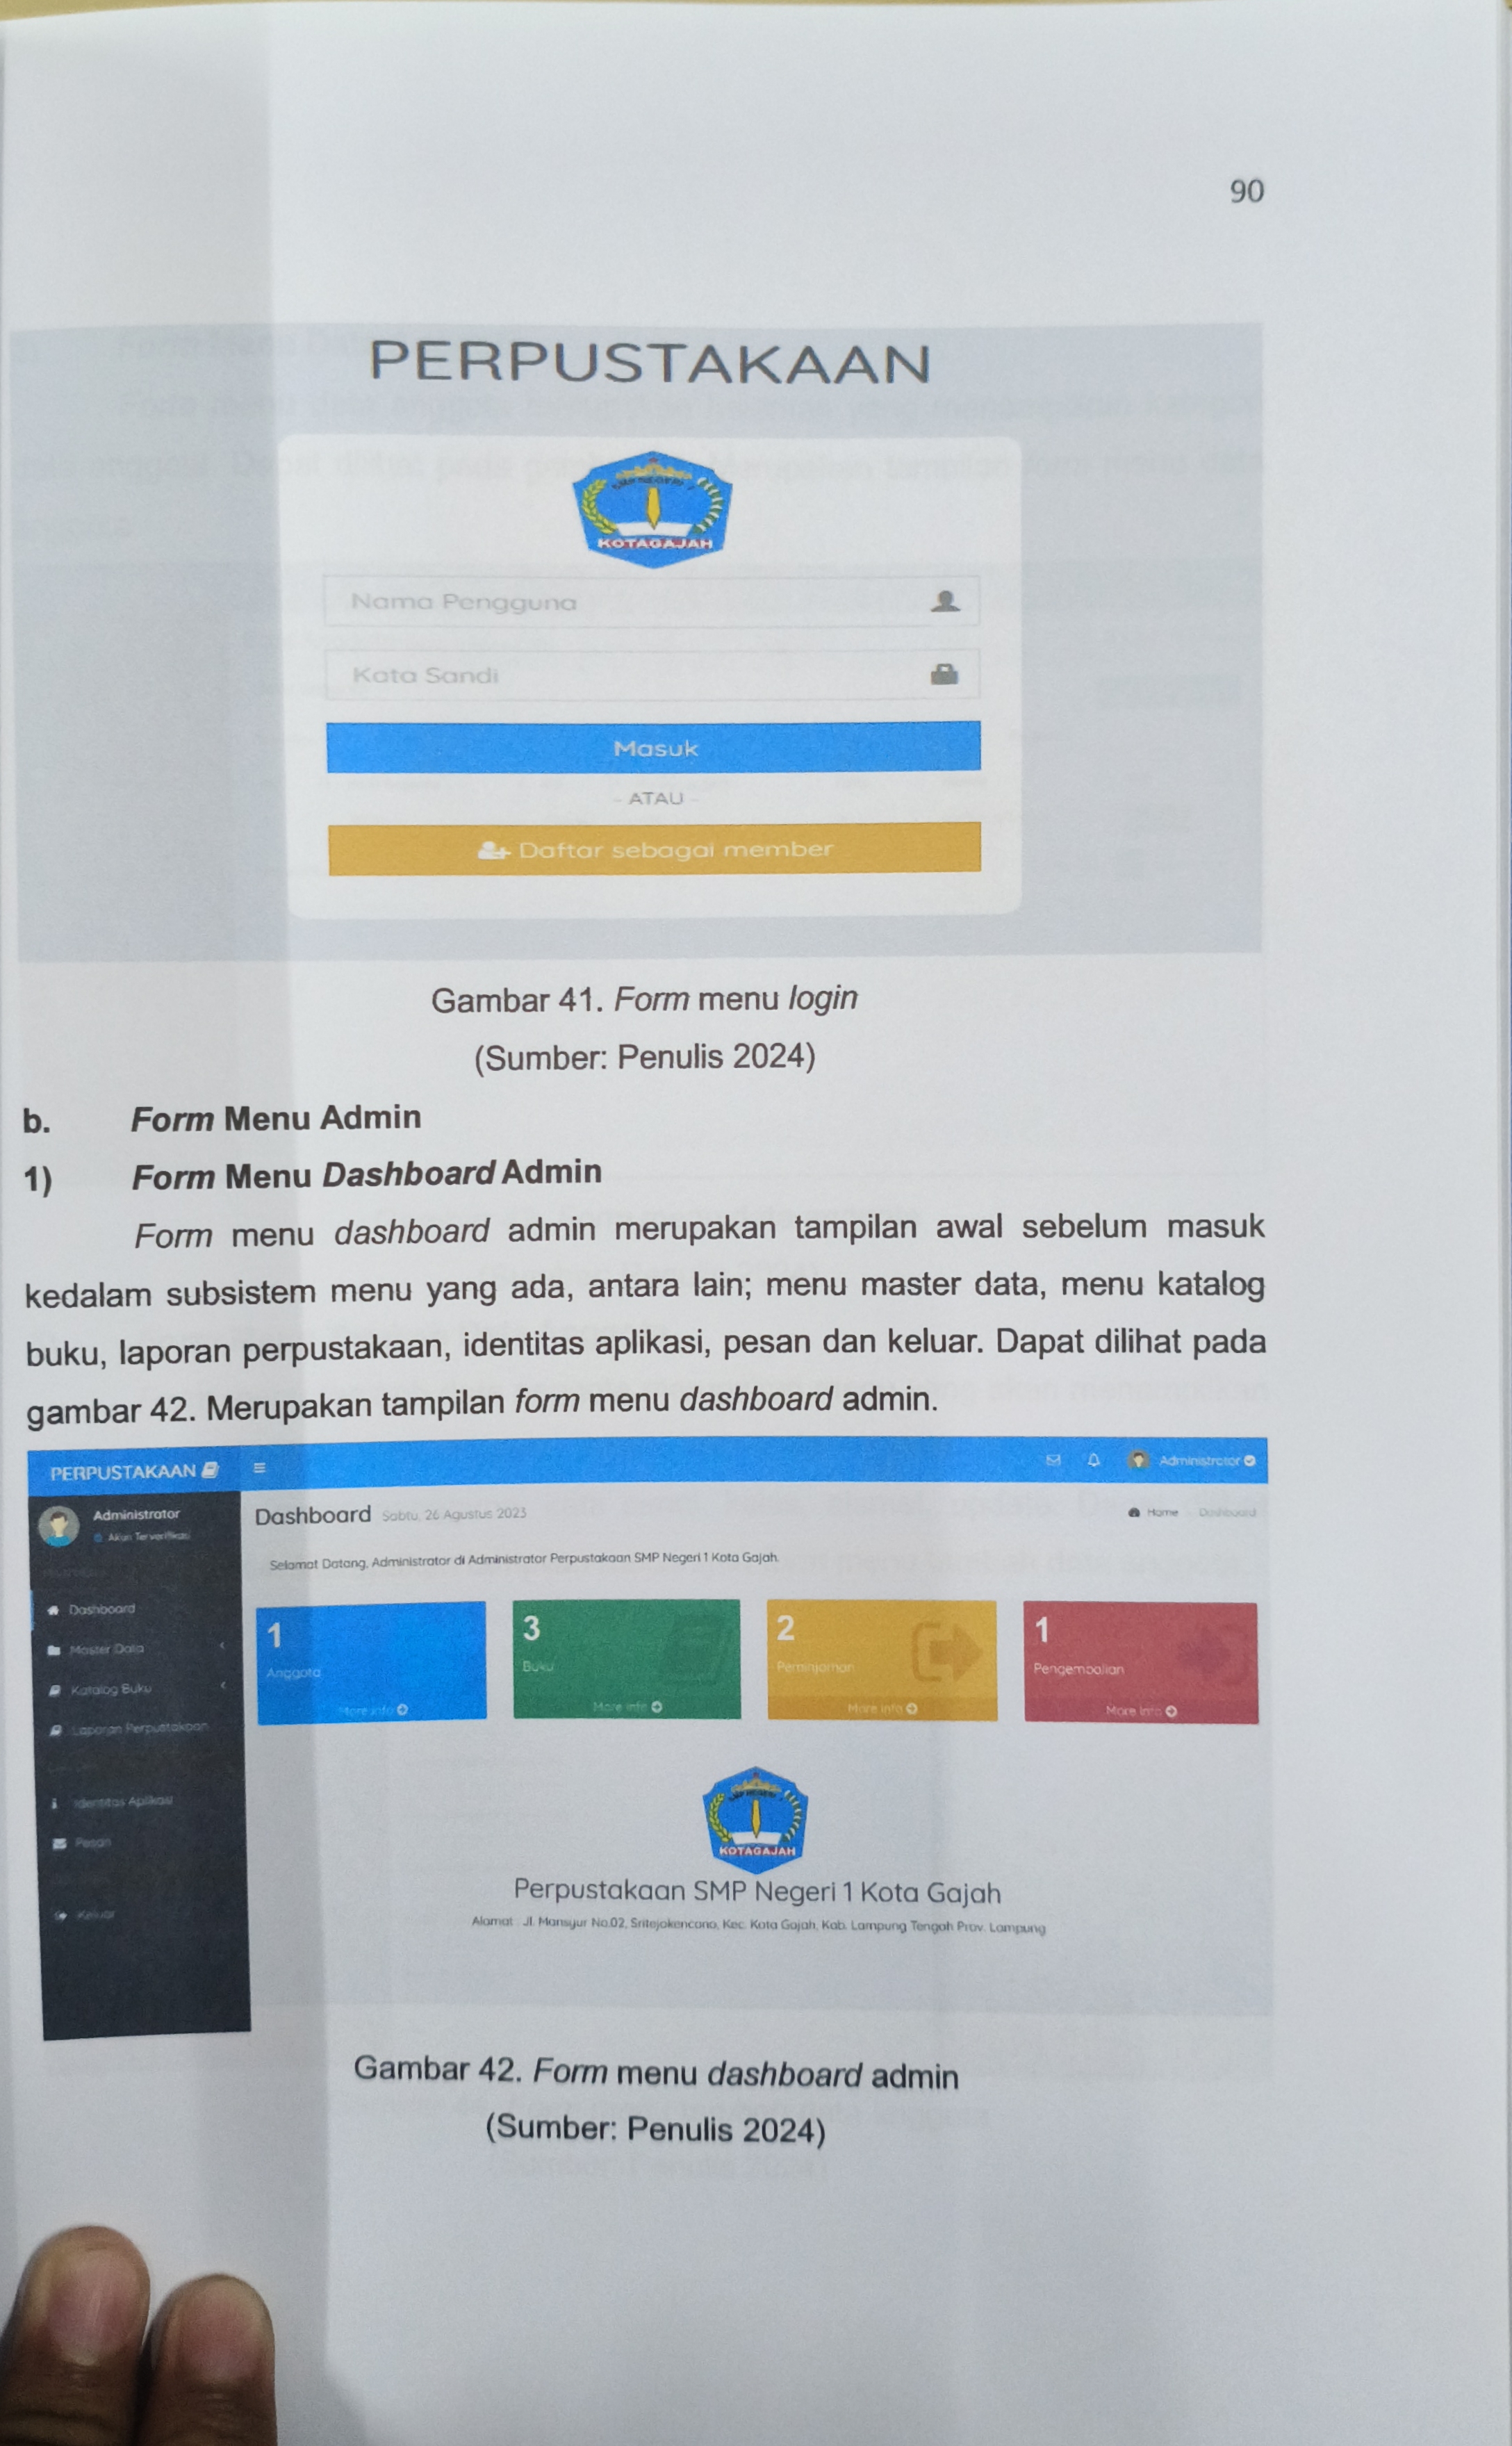 90
PERPUSTAKAAN
SMP NEGERI 1
KOTAGAJAH
Nama Pengguna
Kata Sandi
Masuk
- ATAU -
Daftar sebagai member
Gambar 41. Form menu login
(Sumber: Penulis 2024)
b. Form Menu Admin
1) Form Menu Dashboard Admin
Form menu dashboard admin merupakan tampilan awal sebelum masuk
kedalam subsistem menu yang ada, antara lain; menu master data, menu katalog
buku, laporan perpustakaan, identitas aplikasi, pesan dan keluar. Dapat dilihat pada
gambar 42. Merupakan tampilan form menu dashboard admin.
PERPUSTAKAAN
Administrator
Administrator
Akun Terverifikasi
Dashboard Sabtu, 26 Agustus 2023
Home Dashboard
Selamat Datang, Administrator di Administrator Perpustakaan SMP Negeri 1 Kota Gajah.
Dashboard
Master Data
Katalog Buku
Laporan Perpustakaan
Identitas Aplikasi
Pesan
Keluar
1
Anggota
More info
3
Buku
More info
2
Peminjaman
More info
1
Pengembalian
More info
KOTAGAJAH
Perpustakaan SMP Negeri 1 Kota Gajah
Alamat : Jl. Mansyur No.02, Sritejokencono, Kec. Kota Gajah, Kab. Lampung Tengah Prov. Lampung
Gambar 42. Form menu dashboard admin
(Sumber: Penulis 2024)